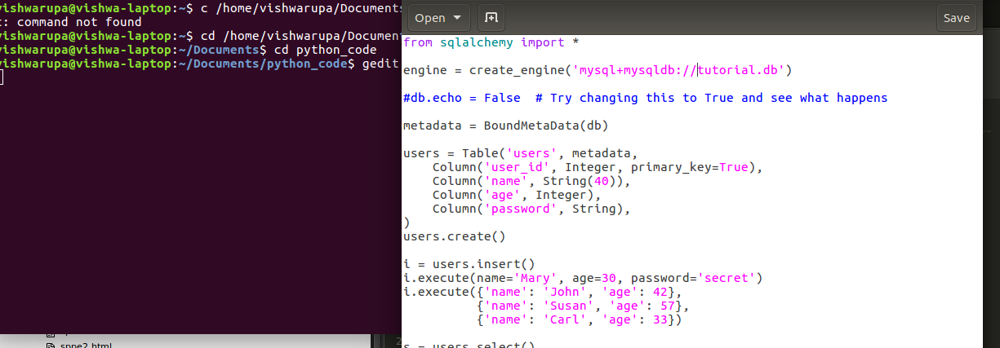 vishwarupa@vishwa-laptop:~$ c /home/vishwarupa/Documents
: command not found
vishwarupa@vishwa-laptop:~$ cd /home/vishwarupa/Documen
vishwarupa@vishwa-laptop:~/Documents$ cd python_code
vishwarupa@vishwa-laptop:~/Documents/python_code$ gedit
Open
Save
from sqlalchemy import *
engine = create_engine('mysql+mysqldb://tutorial.db')
#db.echo = False  # Try changing this to True and see what happens
metadata = BoundMetaData(db)
users = Table('users', metadata,
    Column('user_id', Integer, primary_key=True),
    Column('name', String(40)),
    Column('age', Integer),
    Column('password', String),
)
users.create()
i = users.insert()
i.execute(name='Mary', age=30, password='secret')
i.execute({'name': 'John', 'age': 42},
          {'name': 'Susan', 'age': 57},
          {'name': 'Carl', 'age': 33})
s = users.select()
2